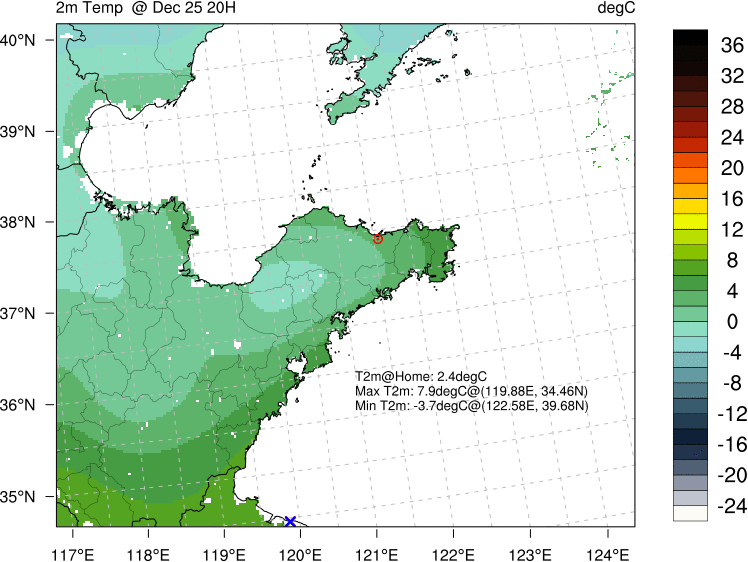 2m Temp @ Dec 25 20H
degC
40°N
39°N
38°N
37°N
36°N
35°N
117°E
118°E
119°E
120°E
121°E
122°E
123°E
124°E
T2m@Home: 2.4degC
Max T2m: 7.9degC@(119.88E, 34.46N)
Min T2m: -3.7degC@(122.58E, 39.68N)
36
32
28
24
20
16
12
8
4
0
-4
-8
-12
-16
-20
-24